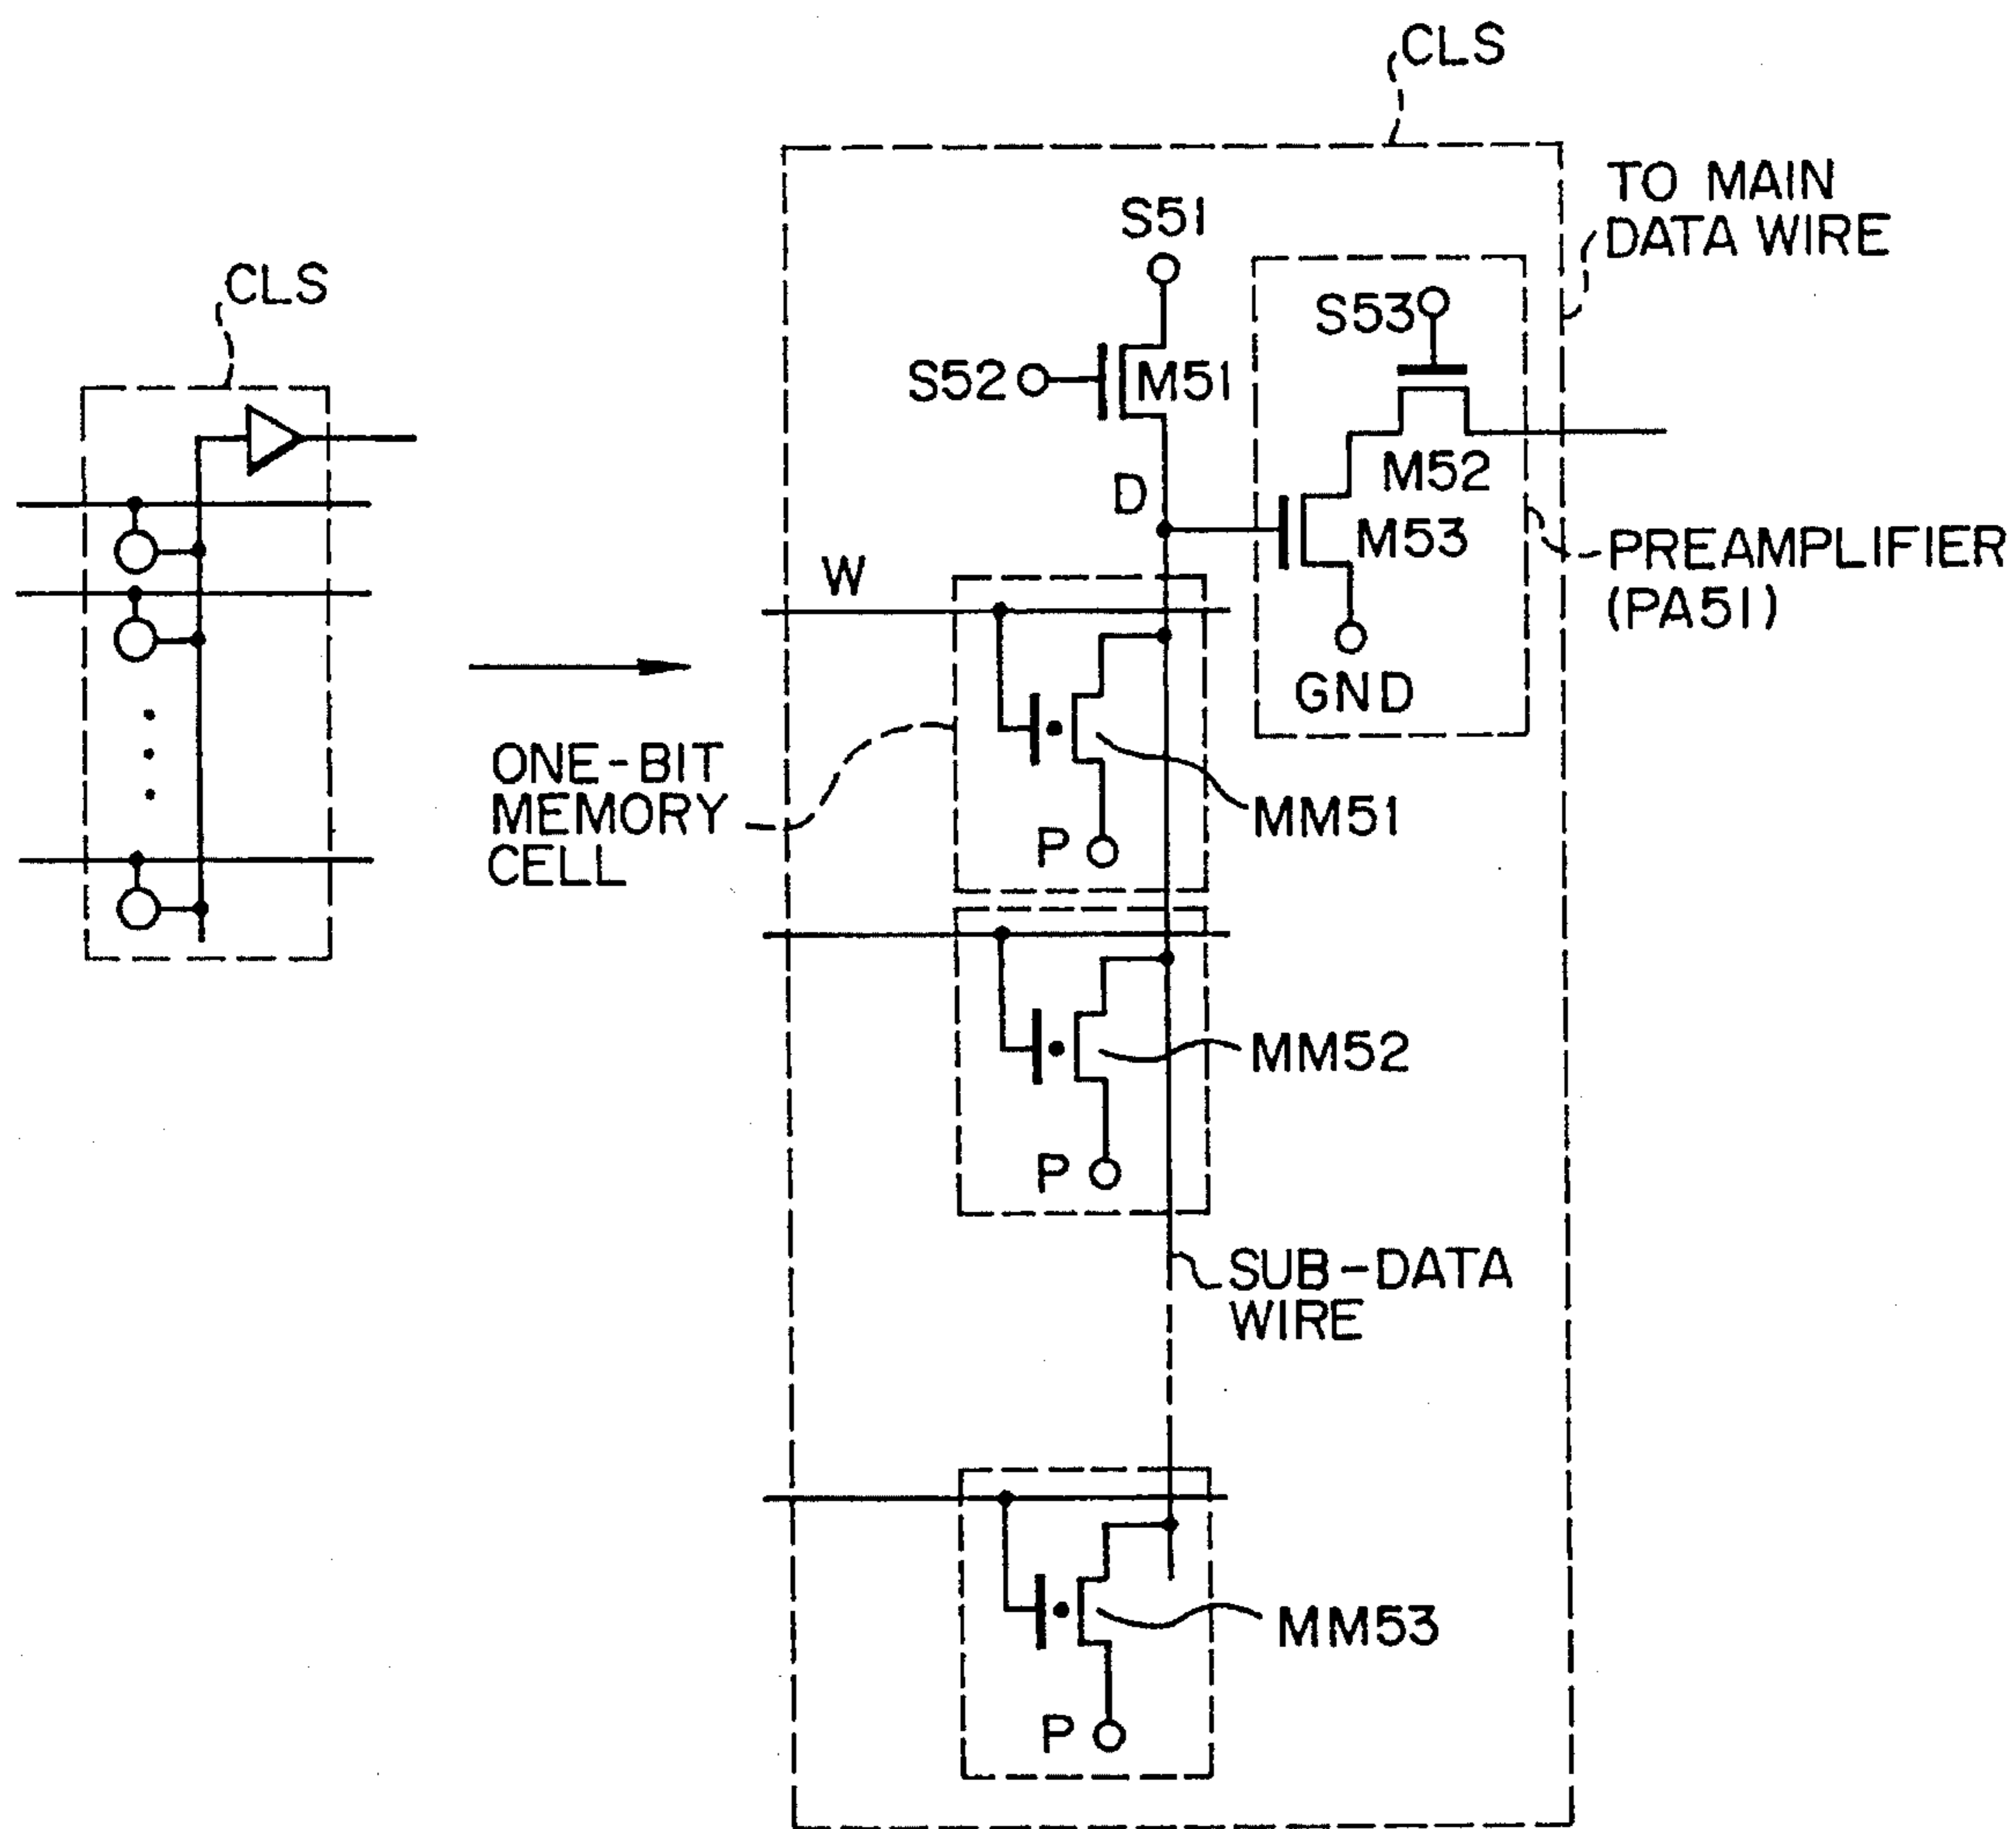 CLS
CLS
TO MAIN
DATA WIRE
S51
S53
S52
M51
M52
D
M53
PREAMPLIFIER
(PA51)
W
GND
ONE-BIT
MEMORY
CELL
MM51
P
MM52
P
SUB-DATA
WIRE
MM53
P